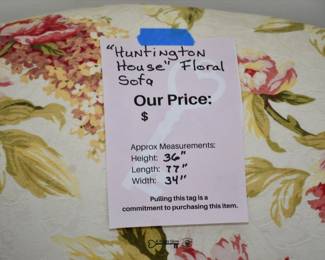 "Huntington
House" Floral
Sofa
Our Price:
$
Approx Measurements:
Height: 36"
Length: 77"
Width: 34"
Pulling this tag is a
commitment to purchasing this item.